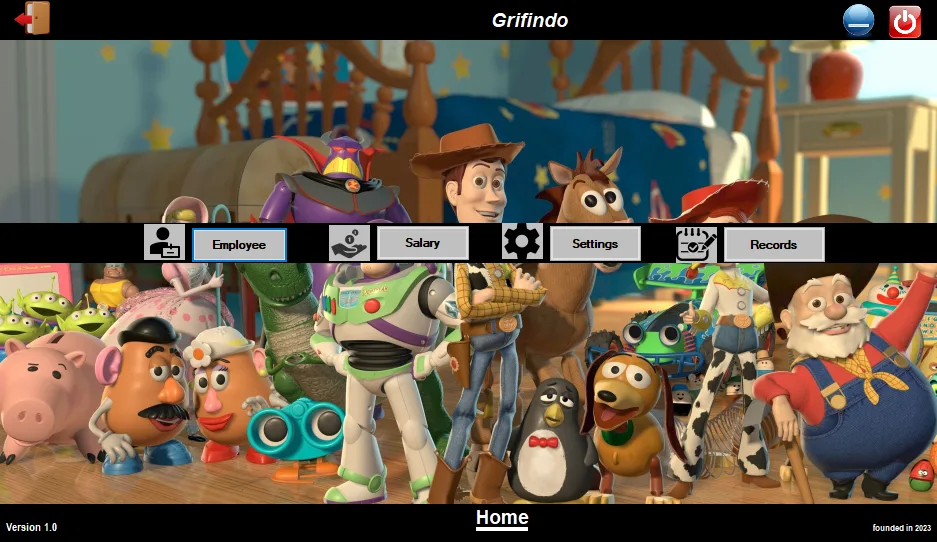 Grifindo
Employee
Salary
Settings
Records
Home
Version 1.0
founded in 2023